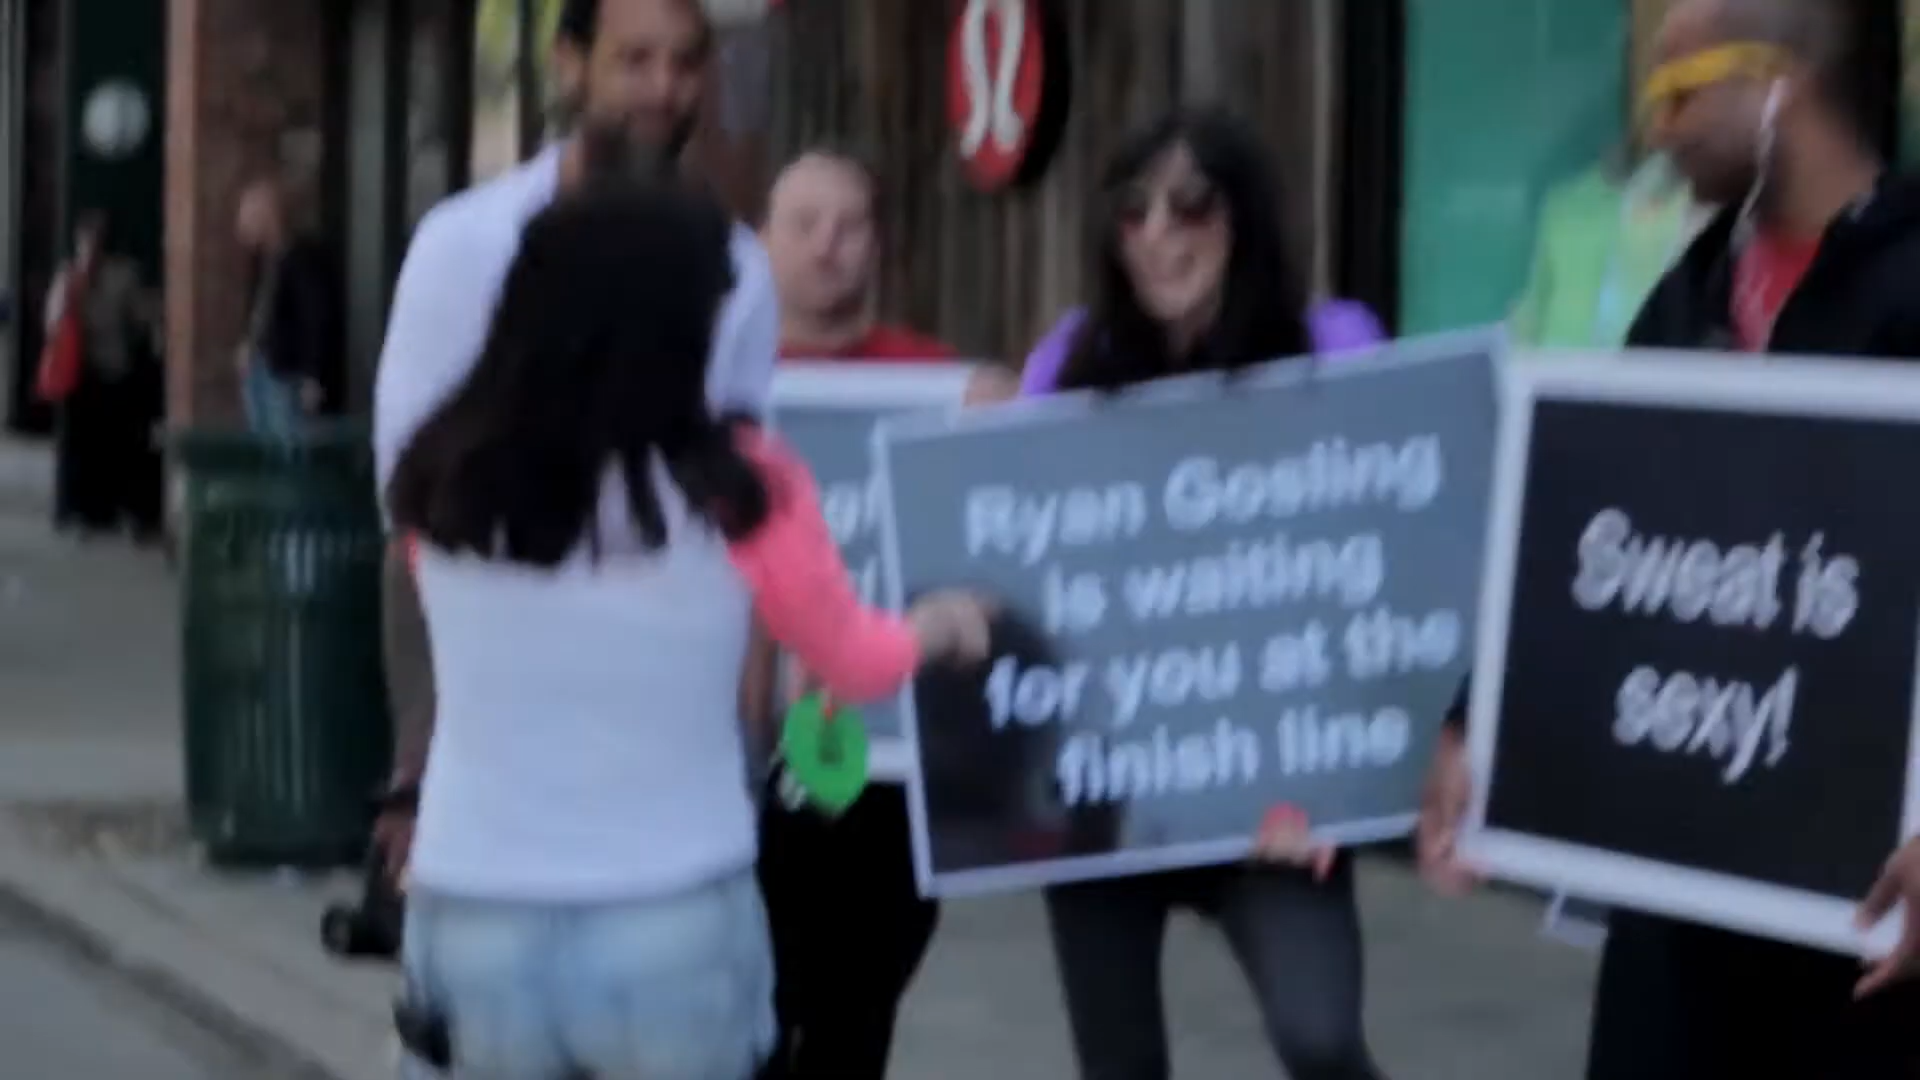 Ryan Gosling
is waiting
for you at the
finish line
Sweat is
sexy!